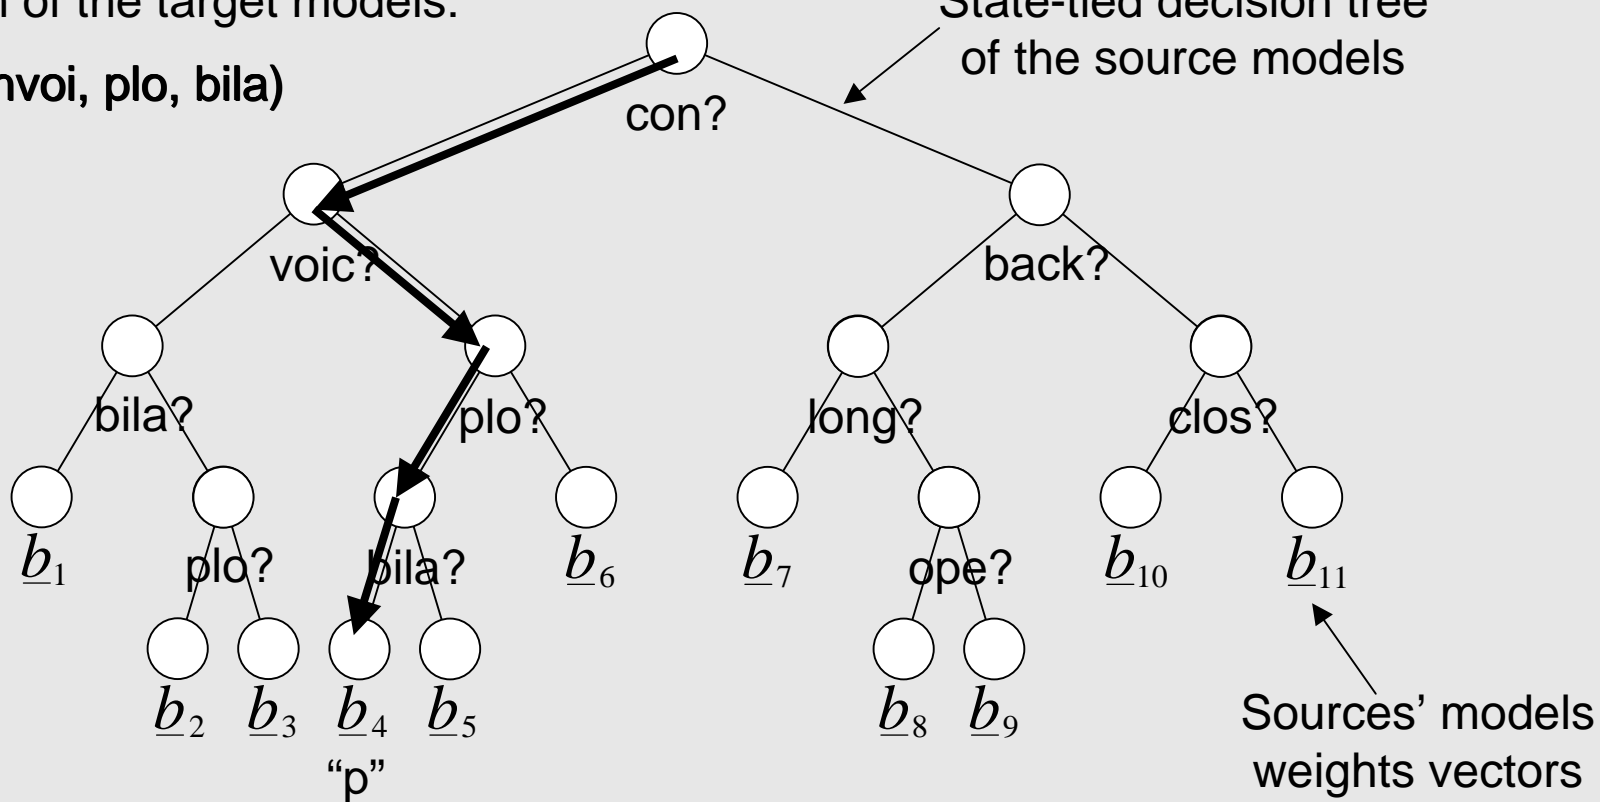 of the target models.
State-tied decision tree
of the source models
plo, bila)
con?
voic?
back?
bila?
plo?
long?
clos?
b1
plo?
bila?
b6
b7
ope?
b10
b11
b2
b3
b4
b5
b8
b9
"p"
Sources’ models
weights vectors